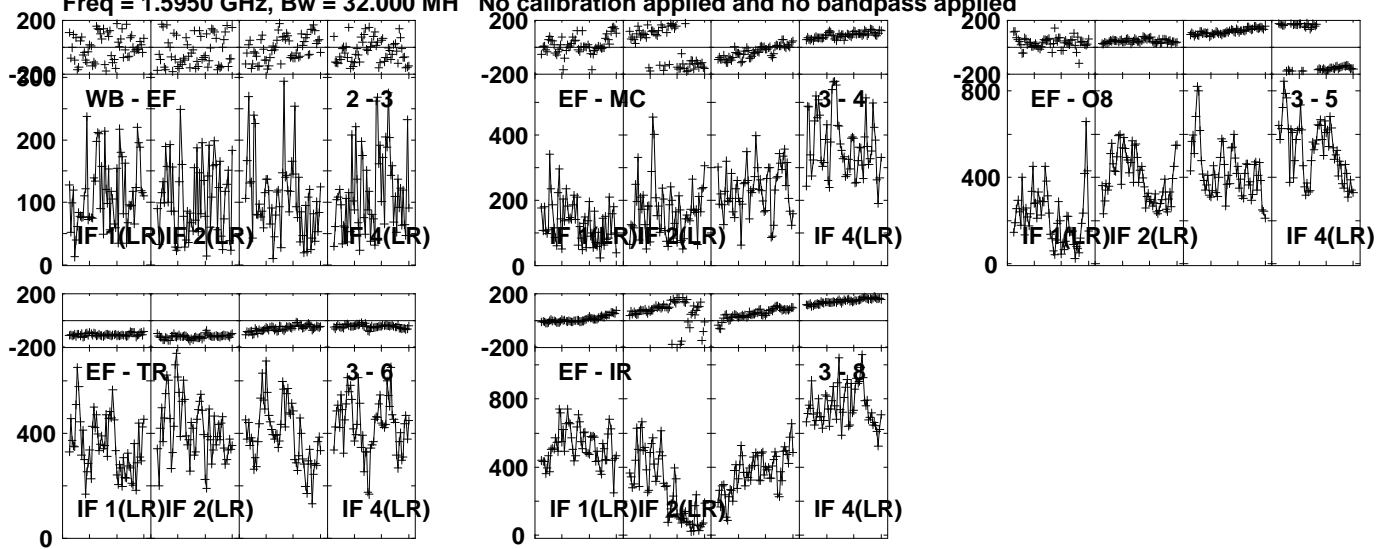 Freq = 1.5950 GHz, Bw = 32.000 MH No calibration applied and no bandpass applied
200
-200
300
WB - EF 2 - 3
200
100
IF 1(LR) IF 2(LR) IF 4(LR)
0
200
-200
EF - MC 3 - 4
400
200
IF 1(LR) IF 2(LR) IF 4(LR)
0
200
-200
800
EF - O8 3 - 5
400
IF 1(LR) IF 2(LR) IF 4(LR)
0
200
-200
EF - TR 3 - 6
400
IF 1(LR) IF 2(LR) IF 4(LR)
0
200
-200
EF - IR 3 - 8
800
400
IF 1(LR) IF 2(LR) IF 4(LR)
0